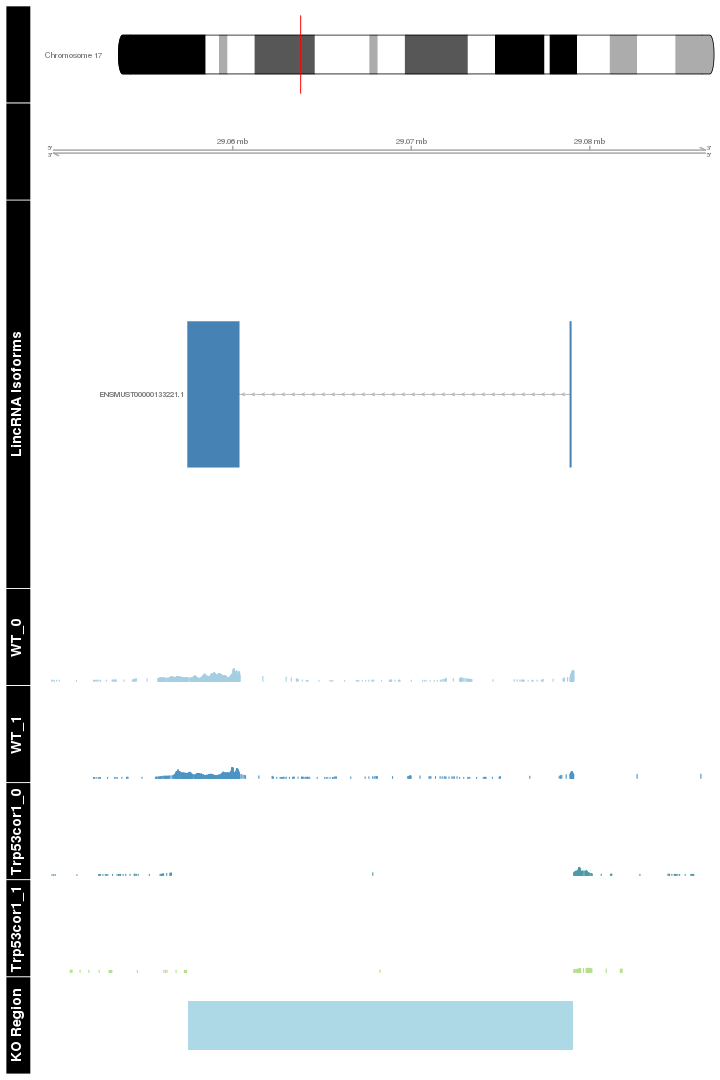 Chromosome 17
29.06 mb
29.07 mb
29.08 mb
5'
3'
3'
5'
LincRNA Isoforms
ENSMUST00000133221.1
WT_0
WT_1
Trp53cor1_0
Trp53cor1_1
KO Region